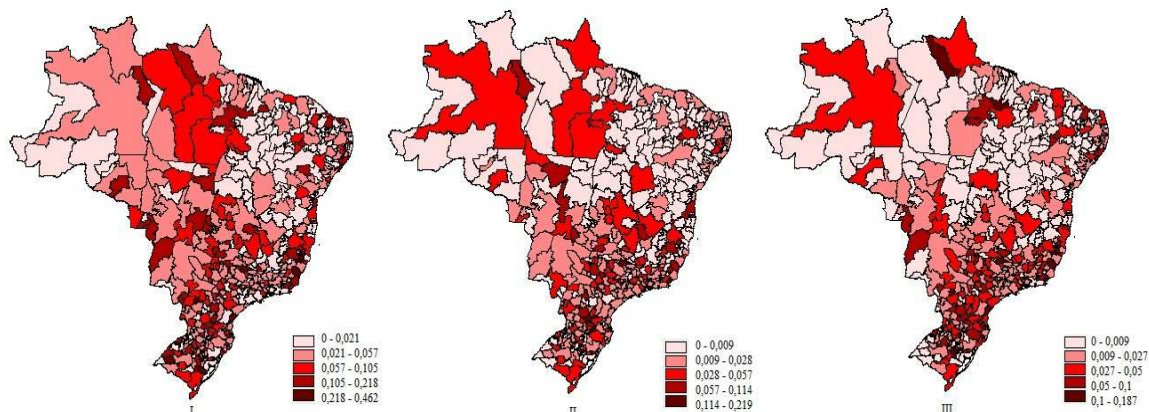 0 - 0,021
0,021 - 0,057
0,057 - 0,105
0,105 - 0,218
0,218 - 0,462
I
0 - 0,009
0,009 - 0,028
0,028 - 0,057
0,057 - 0,114
0,114 - 0,219
II
0 - 0,009
0,009 - 0,027
0,027 - 0,05
0,05 - 0,1
0,1 - 0,187
III